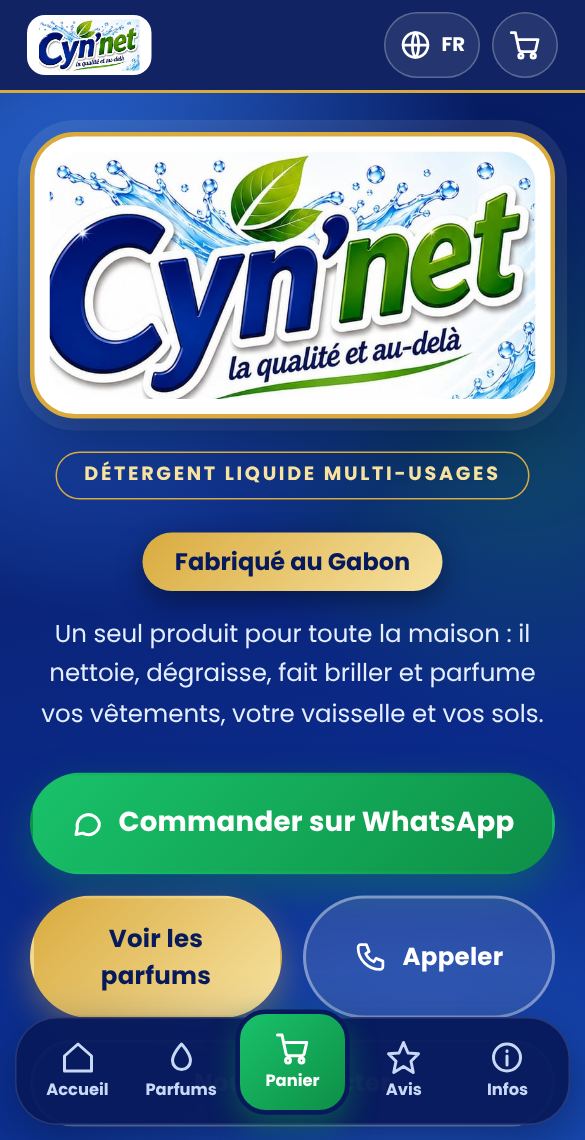 Cyn'net
la qualité et au-delà
FR
Cyn'net
la qualité et au-delà
DÉTERGENT LIQUIDE MULTI-USAGES
Fabriqué au Gabon
Un seul produit pour toute la maison : il
nettoie, dégraisse, fait briller et parfume
vos vêtements, votre vaisselle et vos sols.
Commander sur WhatsApp
Voir les
parfums
Appeler
Accueil
Parfums
Panier
Avis
Infos